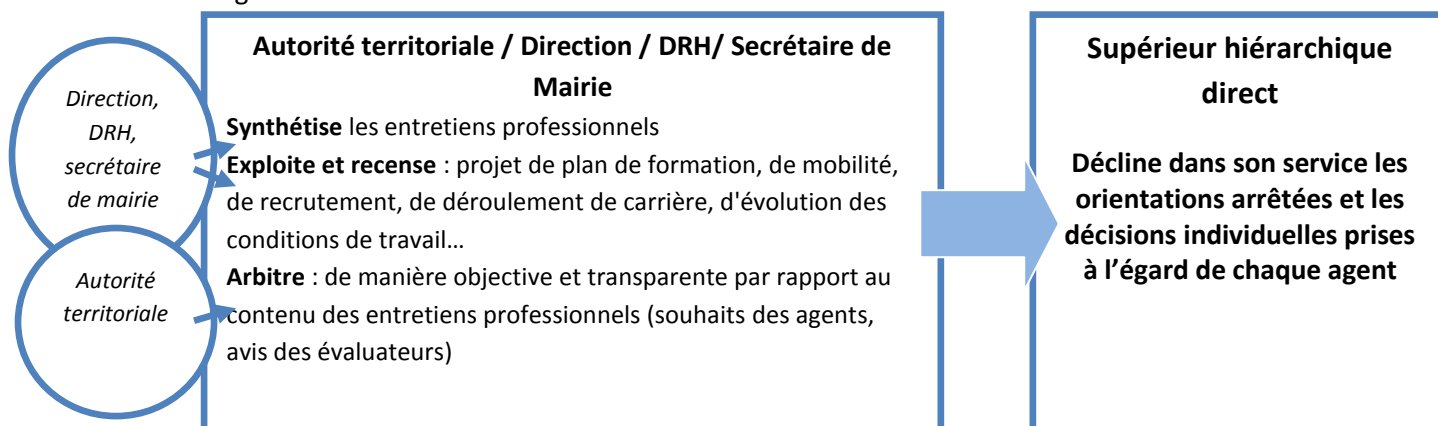 Direction,
DRH,
secrétaire
de mairie
Autorité
territoriale
Autorité territoriale / Direction / DRH/ Secrétaire de
Mairie
Synthétise les entretiens professionnels
Exploite et recense : projet de plan de formation, de mobilité,
de recrutement, de déroulement de carrière, d'évolution des
conditions de travail…
Arbitre : de manière objective et transparente par rapport au
contenu des entretiens professionnels (souhaits des agents,
avis des évaluateurs)
Supérieur hiérarchique
direct
Décline dans son service les
orientations arrêtées et les
décisions individuelles prises
à l’égard de chaque agent